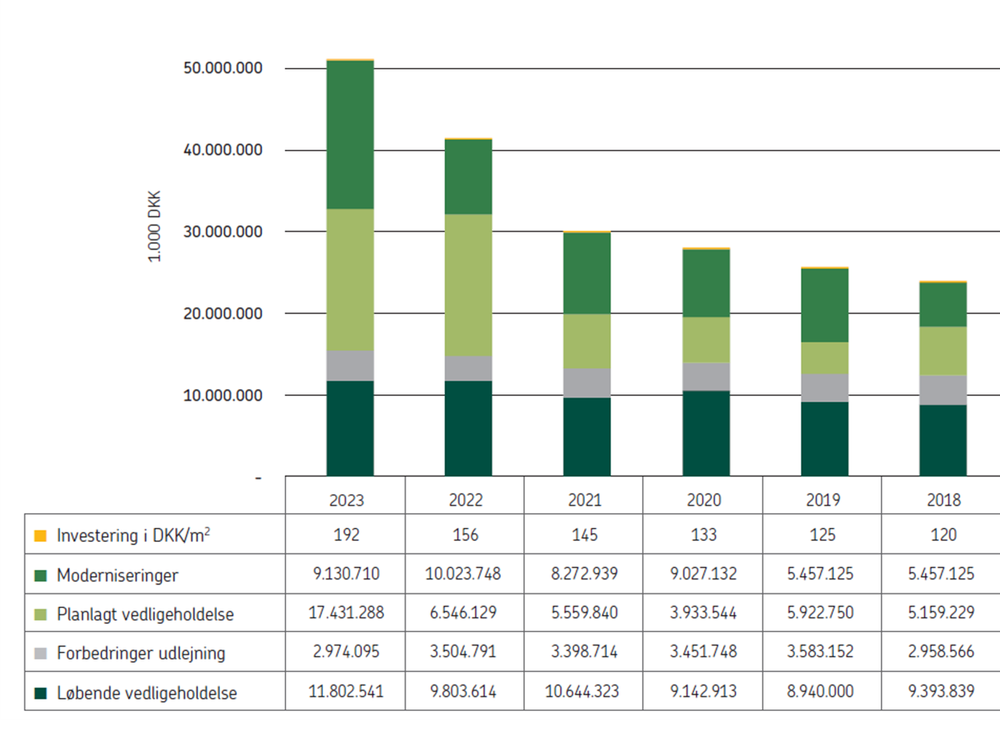 50.000.000
40.000.000
30.000.000
20.000.000
10.000.000
-
1.000 DKK
2023 2022 2021 2020 2019 2018
Investering i DKK/m² 192 156 145 133 125 120
Moderniseringer 9.130.710 10.023.748 8.272.939 9.027.132 5.457.125 5.457.125
Planlagt vedligeholdelse 17.431.288 6.546.129 5.559.840 3.933.544 5.922.750 5.159.229
Forbedringer udlejning 2.974.095 3.504.791 3.398.714 3.451.748 3.583.152 2.958.566
Løbende vedligeholdelse 11.802.541 9.803.614 10.644.323 9.142.913 8.940.000 9.393.839